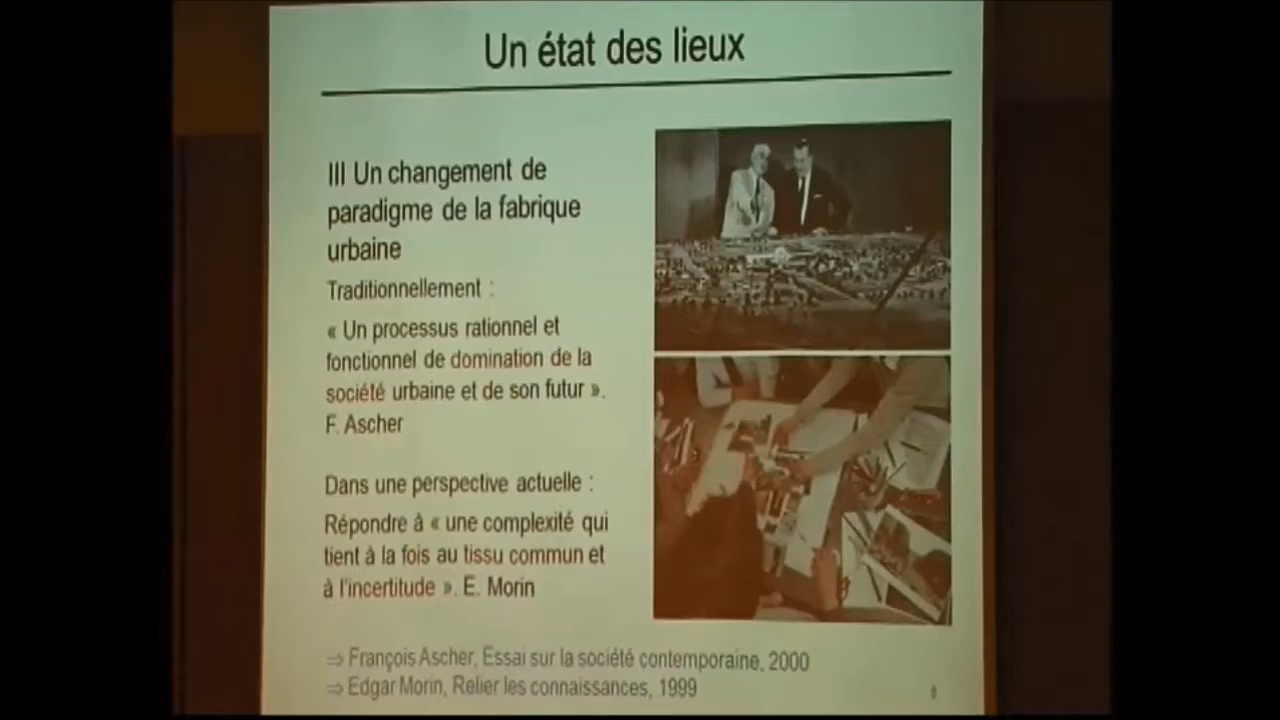 Un état des lieux
III Un changement de
paradigme de la fabrique
urbaine
Traditionnellement :
« Un processus rationnel et
fonctionnel de domination de la
société urbaine et de son futur ».
F. Ascher
Dans une perspective actuelle :
Répondre à « une complexité qui
tient à la fois au tissu commun et
à l'incertitude ». E. Morin
⇒ François Ascher, Essai sur la société contemporaine, 2000
⇒ Edgar Morin, Relier les connaissances, 1999